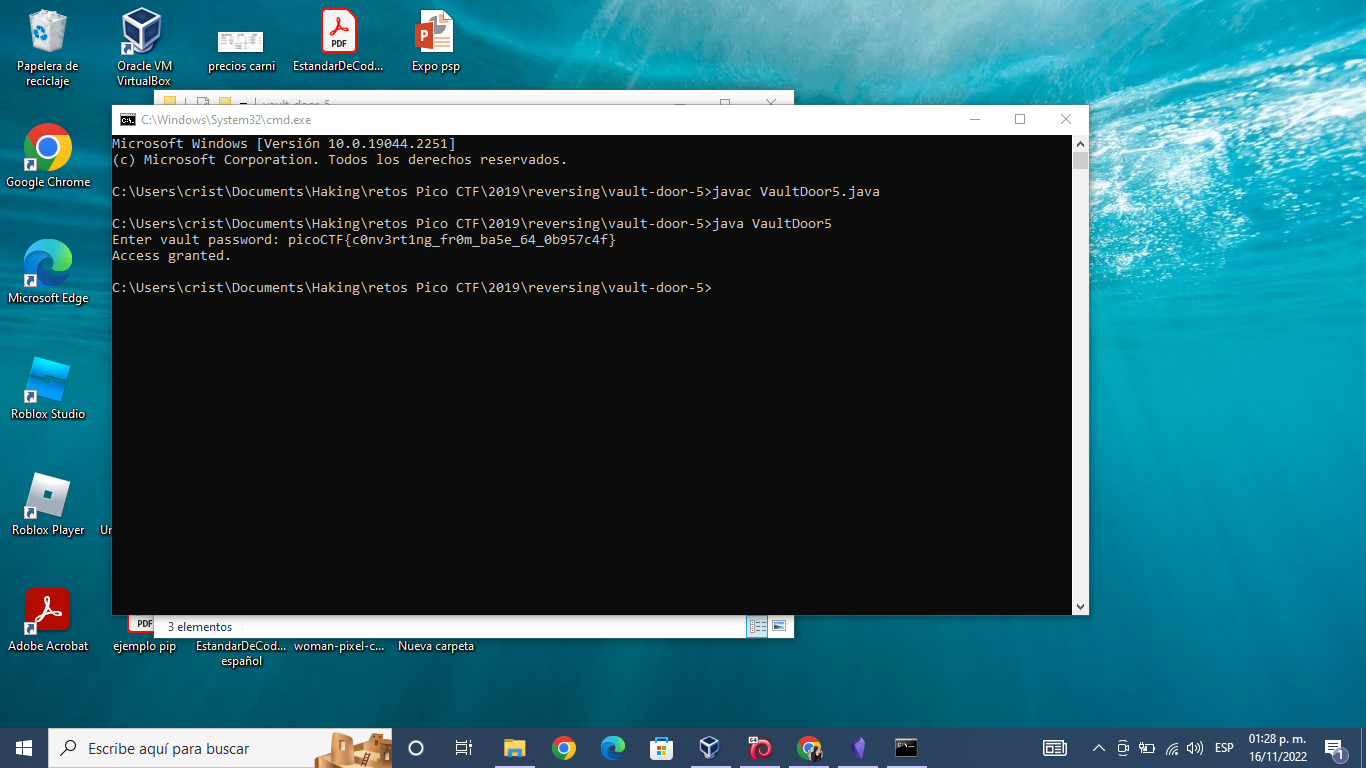 Papelera de
reciclaje
Oracle VM
VirtualBox
precios carni
PDF
EstandarDeCod...
Expo psp
Google Chrome
Microsoft Edge
Roblox Studio
Roblox Player
Ur
Adobe Acrobat
vault-door-5
C:\Windows\System32\cmd.exe
Microsoft Windows [Versión 10.0.19044.2251]
(c) Microsoft Corporation. Todos los derechos reservados.
C:\Users\crist\Documents\Haking\retos Pico CTF\2019\reversing\vault-door-5>javac VaultDoor5.java
C:\Users\crist\Documents\Haking\retos Pico CTF\2019\reversing\vault-door-5>java VaultDoor5
Enter vault password: picoCTF{c0nv3rt1ng_fr0m_ba5e_64_0b957c4f}
Access granted.
C:\Users\crist\Documents\Haking\retos Pico CTF\2019\reversing\vault-door-5>
PDF
3 elementos
ejemplo pip
EstandarDeCod...
español
woman-pixel-c...
Nueva carpeta
Escribe aquí para buscar
64
ESP
01:28 p. m.
16/11/2022
1